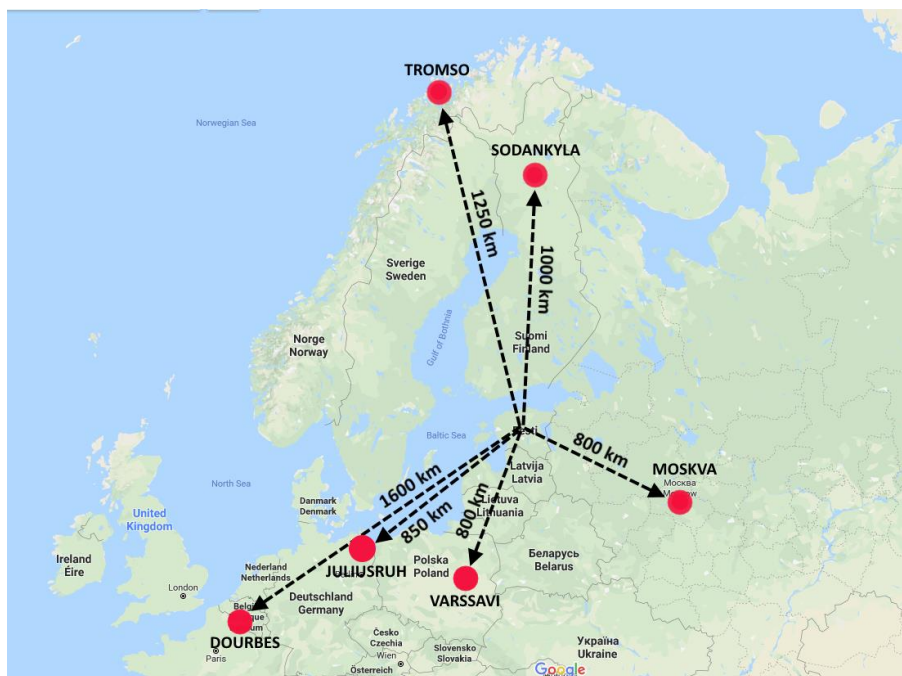 TROMSO
Norwegian Sea
SODANKYLA
1250 km
1000 km
Sverige
Sweden
Norge
Norway
Gulf of Bothnia
Suomi
Finland
Baltic Sea
Eesti
800 km
MOSKVA
Москва
Latvija
Latvia
North Sea
1600 km
850 km
800 km
Lietuva
Lithuania
Danmark
Denmark
United
Kingdom
Ireland
Éire
Беларусь
Belarus
JULIUSRUH
Polska
Poland
Nederland
Netherlands
London
VARSSAVI
Deutschland
Germany
DOURBES
Paris
Česko
Czechia
Wien
Slovensko
Slovakia
Österreich
Україна
Ukraine
Google